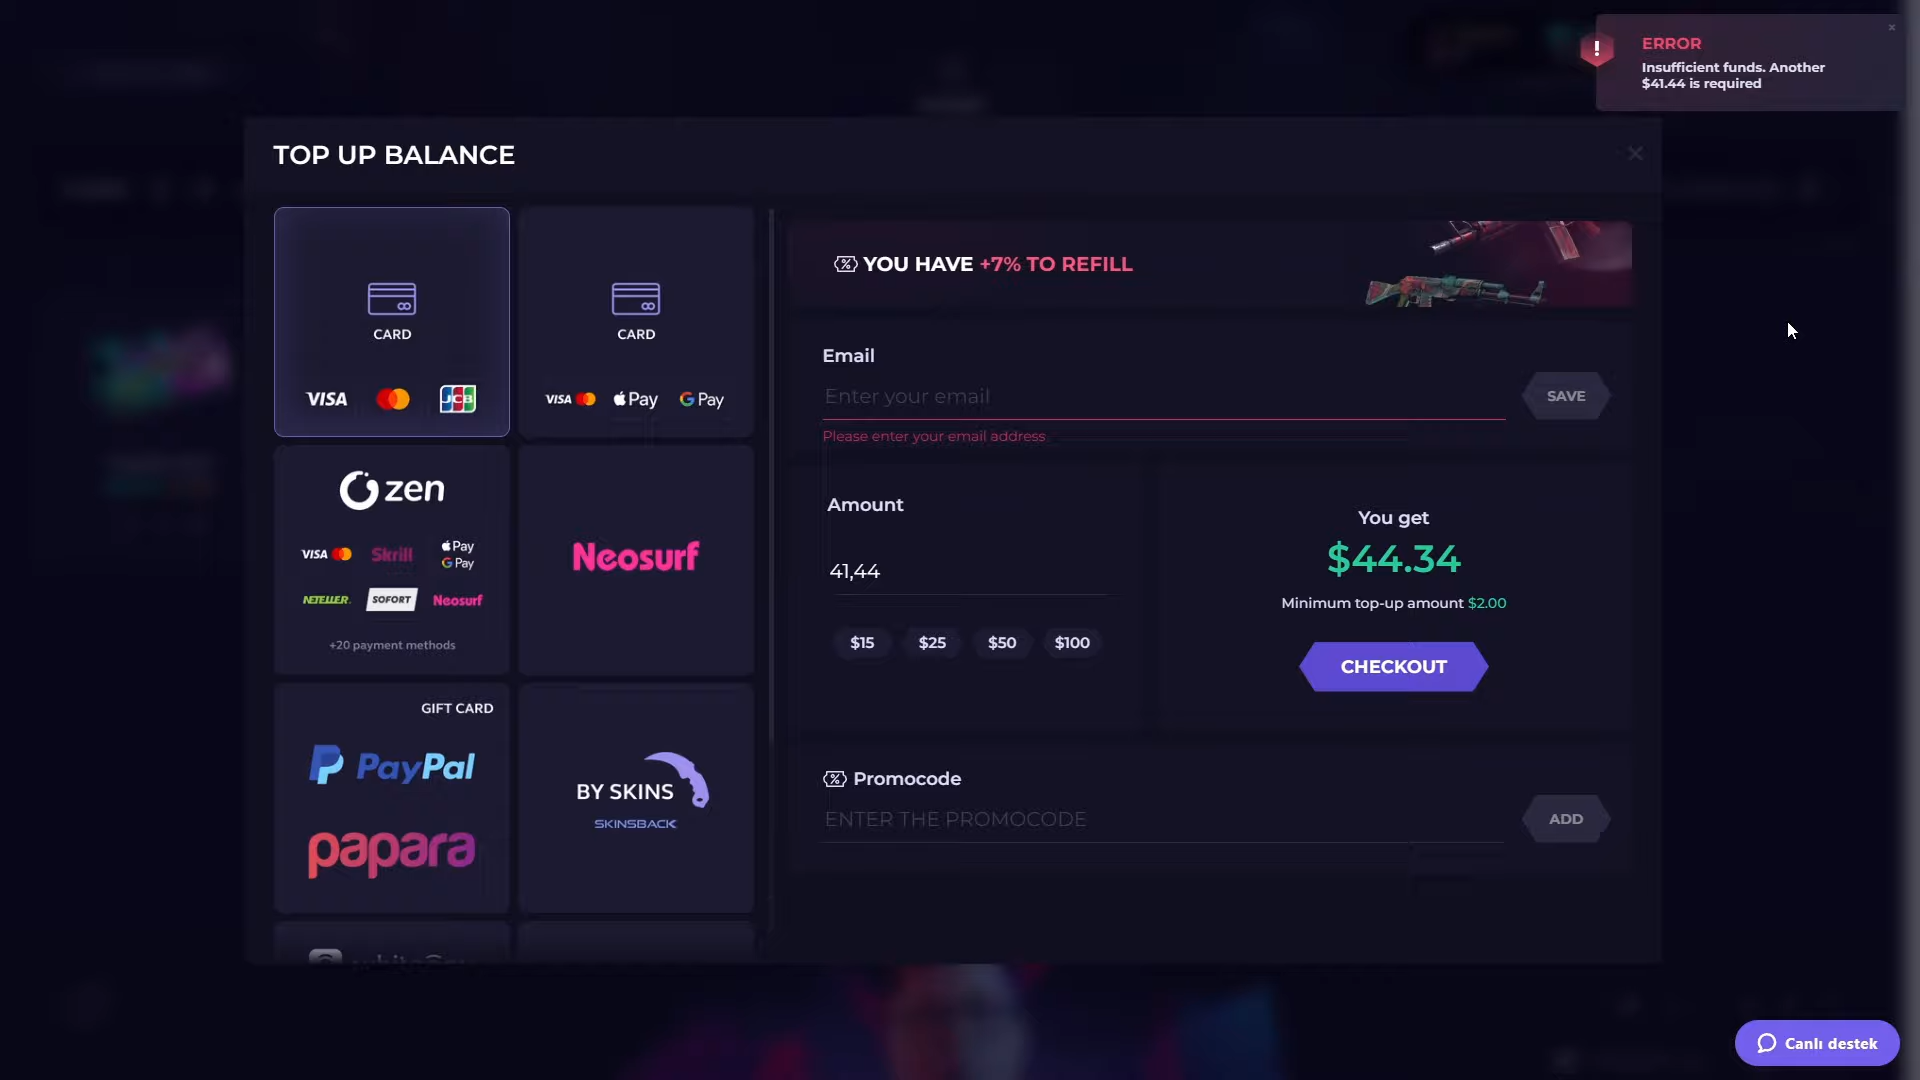 ERROR
Insufficient funds. Another
$41.44 is required
TOP UP BALANCE
CARD
VISA
JCB
CARD
VISA
Pay
G Pay
YOU HAVE +7% TO REFILL
Email
Enter your email
SAVE
Please enter your email address
zen
VISA
Skrill
Pay
G Pay
NETELLER
SOFORT
Neosurf
+20 payment methods
Neosurf
Amount
41,44
$15
$25
$50
$100
You get
$44.34
Minimum top-up amount $2.00
CHECKOUT
GIFT CARD
PayPal
papara
BY SKINS
SKINSBACK
Promocode
ENTER THE PROMOCODE
ADD
Canlı destek